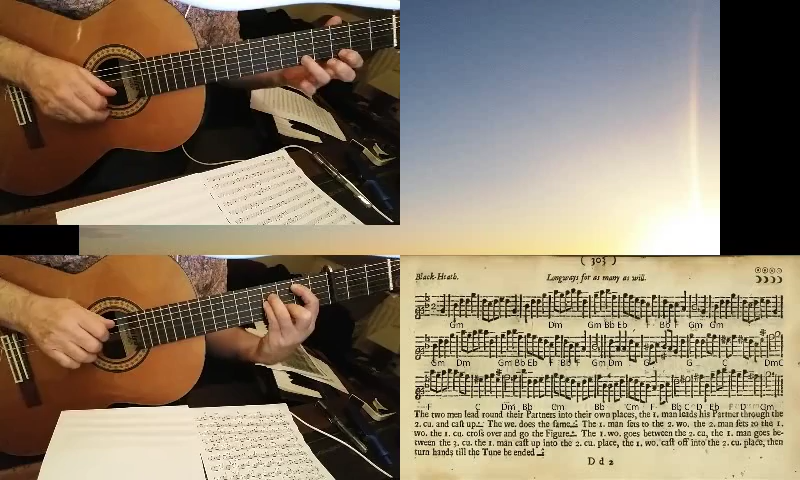 ( 303 )
Black-Heath. Longways for as many as will.
Gm Dm Gm Bb Eb F Bb F Gm Gm
Gm Dm Gm Bb Eb F Bb F Gm Dm G G C DmC
F C Dm Bb Cm Bb Cm F Bb C D Eb F D Gm
The two men lead round their Partners into their own places, the 1. man leads his Partner through the
2. cu. and cast up. The we. does the same. The 1. man sets to the 2. wo. the 2. man sets to the 1.
wo. the 1. cu. cross over and go the Figure. The 1. wo. goes between the 2. cu, the 1. man goes be-
tween the 2. cu. the 1. man cast up into the 2. cu. place, the 1. wo. cast off into the 2. cu. place, then
turn hands till the Tune be ended
D d 2